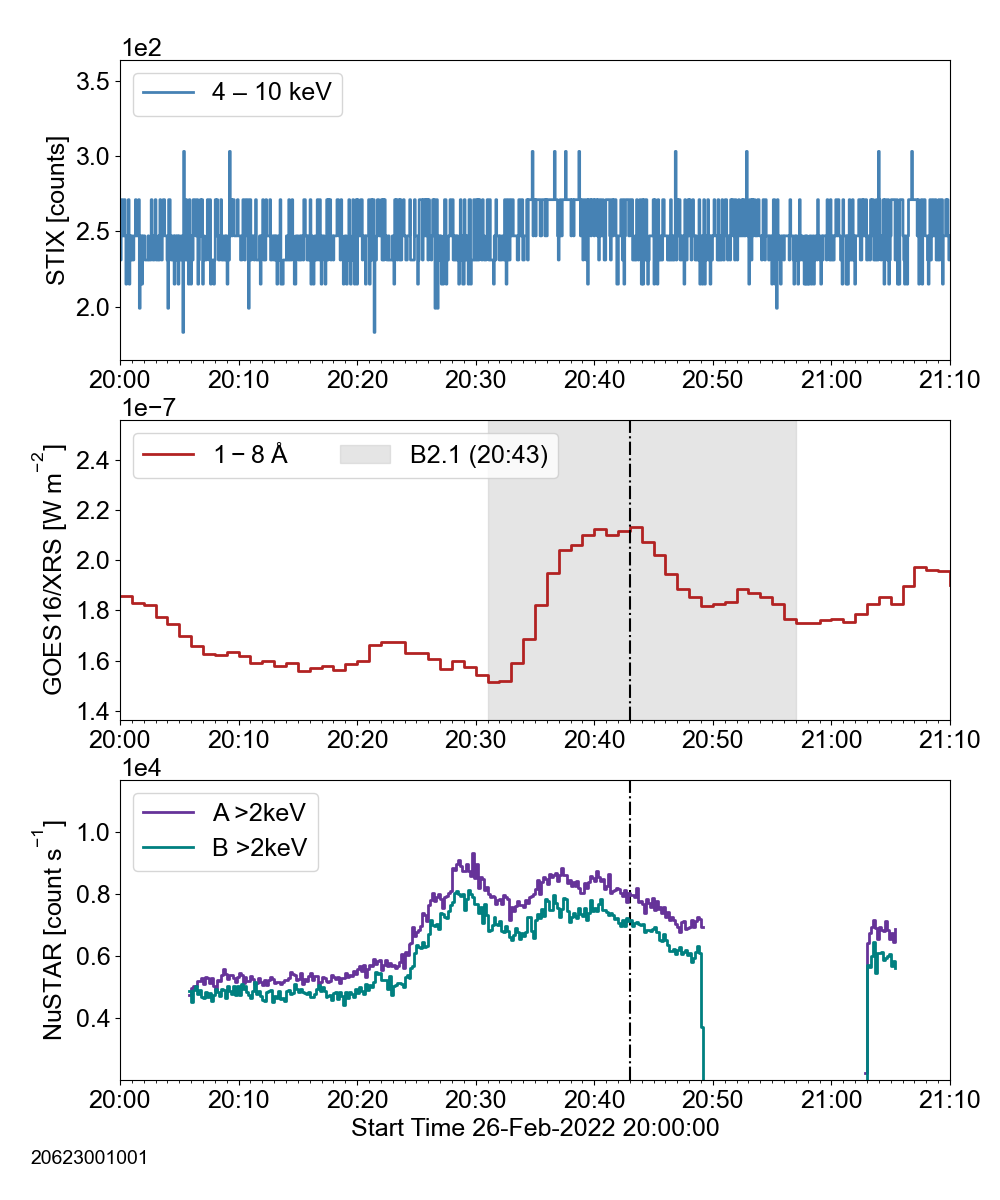 1e2
4 – 10 keV
STIX [counts]
3.5
3.0
2.5
2.0
20:00 20:10 20:20 20:30 20:40 20:50 21:00 21:10
1e−7
1 – 8 Å B2.1 (20:43)
GOES16/XRS [W m⁻²]
2.4
2.2
2.0
1.8
1.6
1.4
20:00 20:10 20:20 20:30 20:40 20:50 21:00 21:10
1e4
A >2keV
B >2keV
NuSTAR [count s⁻¹]
1.0
0.8
0.6
0.4
20:00 20:10 20:20 20:30 20:40 20:50 21:00 21:10
Start Time 26-Feb-2022 20:00:00
20623001001